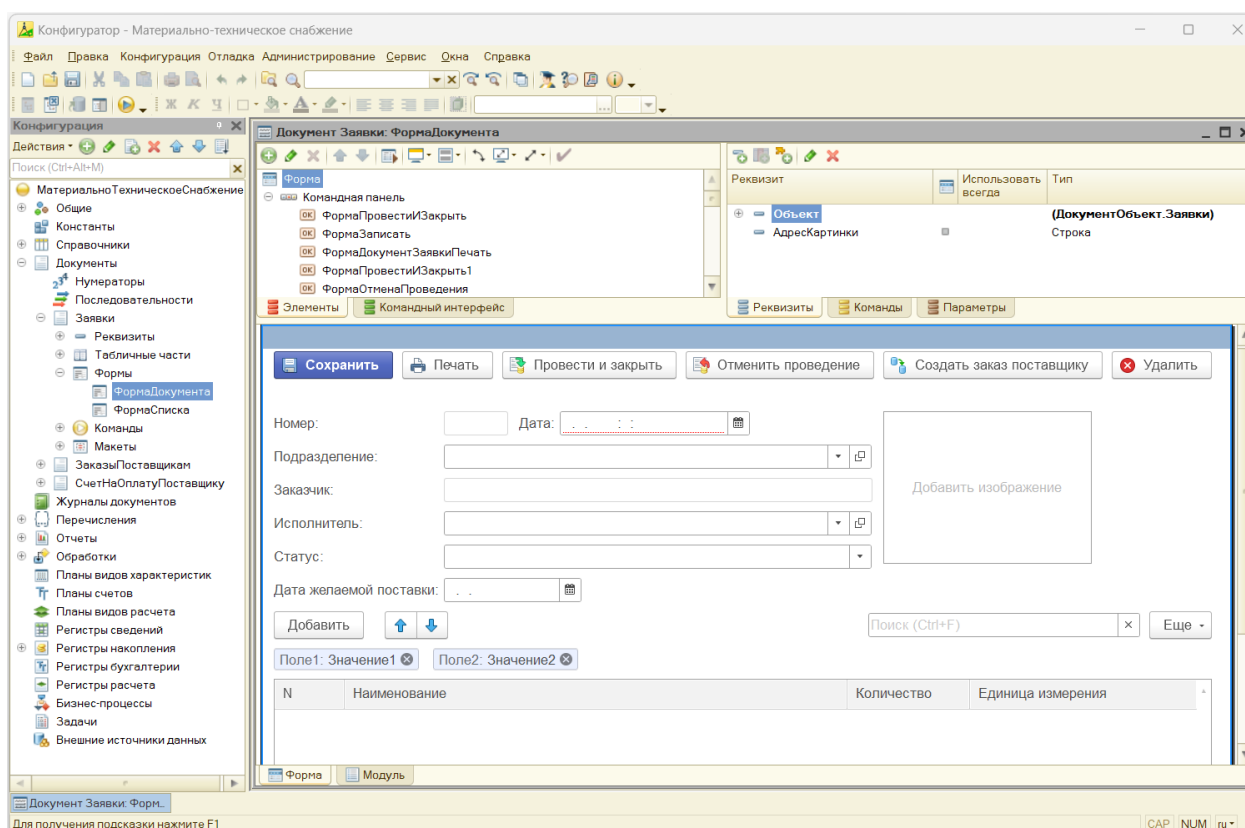 Конфигуратор - Материально-техническое снабжение
Файл Правка Конфигурация Отладка Администрирование Сервис Окна Справка
Ж К Ч
Конфигурация
Действия
Поиск (Ctrl+Alt+M)
МатериальноТехническоеСнабжение
Общие
Константы
Справочники
Документы
Нумераторы
Последовательности
Заявки
Реквизиты
Табличные части
Формы
ФормаДокумента
ФормаСписка
Команды
Макеты
ЗаказыПоставщикам
СчетНаОплатуПоставщику
Журналы документов
Перечисления
Отчеты
Обработки
Планы видов характеристик
Планы счетов
Планы видов расчета
Регистры сведений
Регистры накопления
Регистры бухгалтерии
Регистры расчета
Бизнес-процессы
Задачи
Внешние источники данных
Документ Заявки: ФормаДокумента
Форма
Командная панель
ФормаПровестиИЗакрыть
ФормаЗаписать
ФормаДокументЗаявкиПечать
ФормаПровестиИЗакрыть1
ФормаОтменаПроведения
Элементы Командный интерфейс
Реквизит Использовать всегда Тип
Объект (ДокументОбъект.Заявки)
АдресКартинки Строка
Реквизиты Команды Параметры
Сохранить Печать Провести и закрыть Отменить проведение Создать заказ поставщику Удалить
Номер: Дата: . . : :
Подразделение:
Заказчик:
Добавить изображение
Исполнитель:
Статус:
Дата желаемой поставки: . .
Добавить Поиск (Ctrl+F) × Еще
Поле1: Значение1 Поле2: Значение2
N Наименование Количество Единица измерения
Форма Модуль
Документ Заявки: Форм...
Для получения подсказки нажмите F1 CAP NUM ru